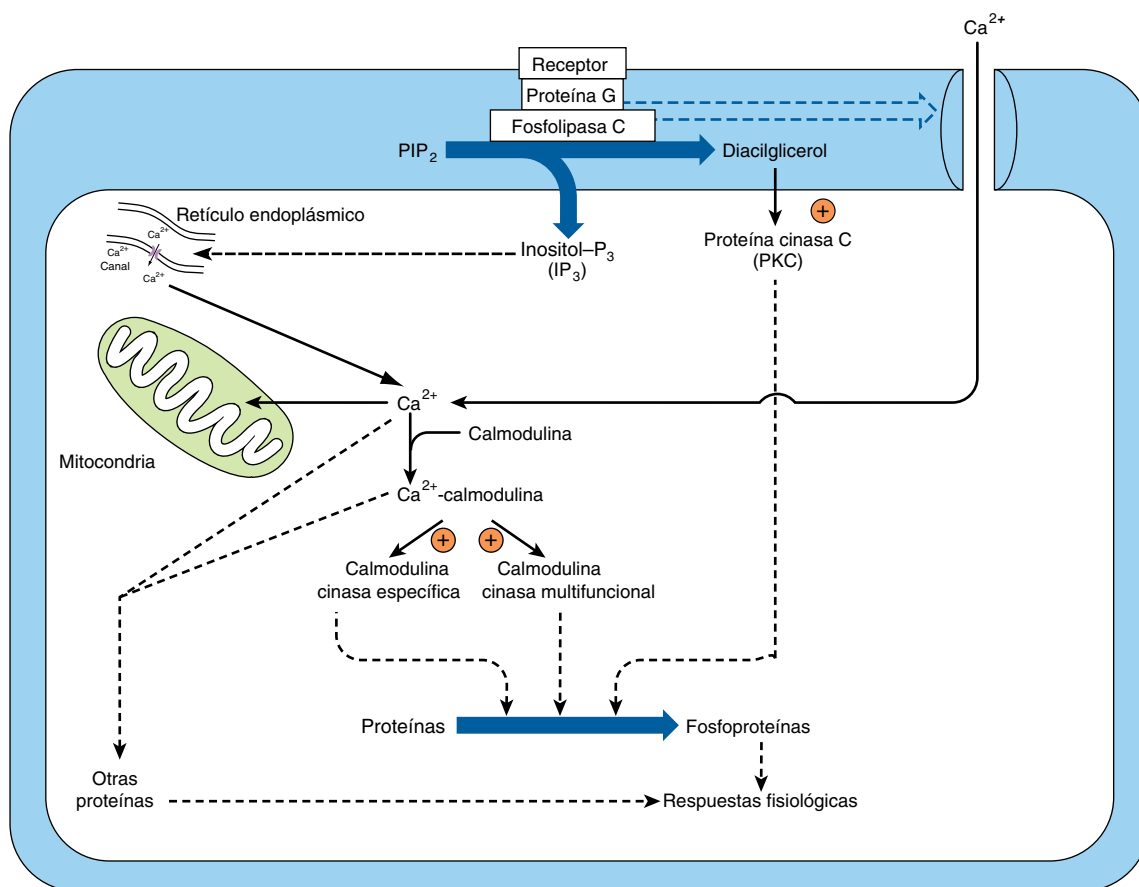 Ca2+
Receptor
Proteína G
Fosfolipasa C
PIP2
Diacilglicerol
Retículo endoplásmico
Ca2+
Ca2+
Canal
Ca2+
Inositol–P3
(IP3)
+
Proteína cinasa C
(PKC)
Ca2+
Calmodulina
Mitocondria
Ca2+-calmodulina
+
+
Calmodulina
cinasa específica
Calmodulina
cinasa multifuncional
Proteínas
Fosfoproteínas
Otras
proteínas
Respuestas fisiológicas